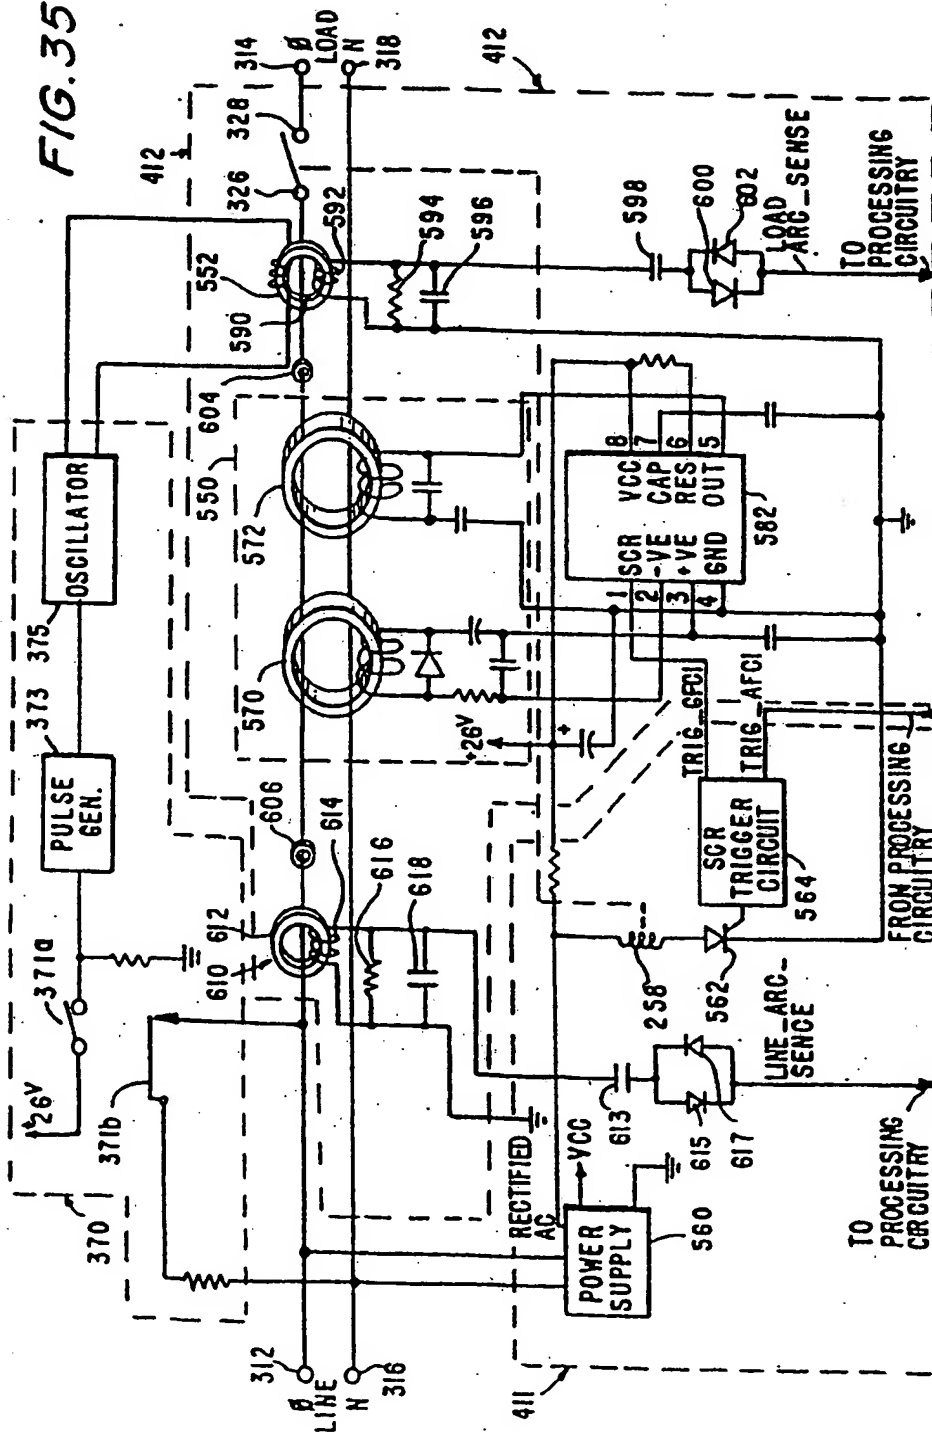 FIG. 35
412
OSCILLATOR
375
PULSE
GEN.
373
371a
+26V
371b
370
552
590
604
550
572
570
606
612
610
614
616
618
592
594
596
326
328
314
Ø
LOAD
N
318
312
Ø
LINE
N
316
412
598
600
602
LOAD
ARC_SENSE
TO
PROCESSING
CIRCUITRY
8
7
6
5
VCC
CAP
RES
OUT
SCR
-VE
+VE
GND
1
2
3
4
582
+26V
+
TRIG_GFCI
TRIG_AFCI
SCR
TRIGGER
CIRCUIT
564
FROM PROCESSING
CIRCUITRY
258
562
LINE_ARC_
SENCE
613
615
617
RECTIFIED
AC
VCC
POWER
SUPPLY
560
TO
PROCESSING
CIRCUITRY
411